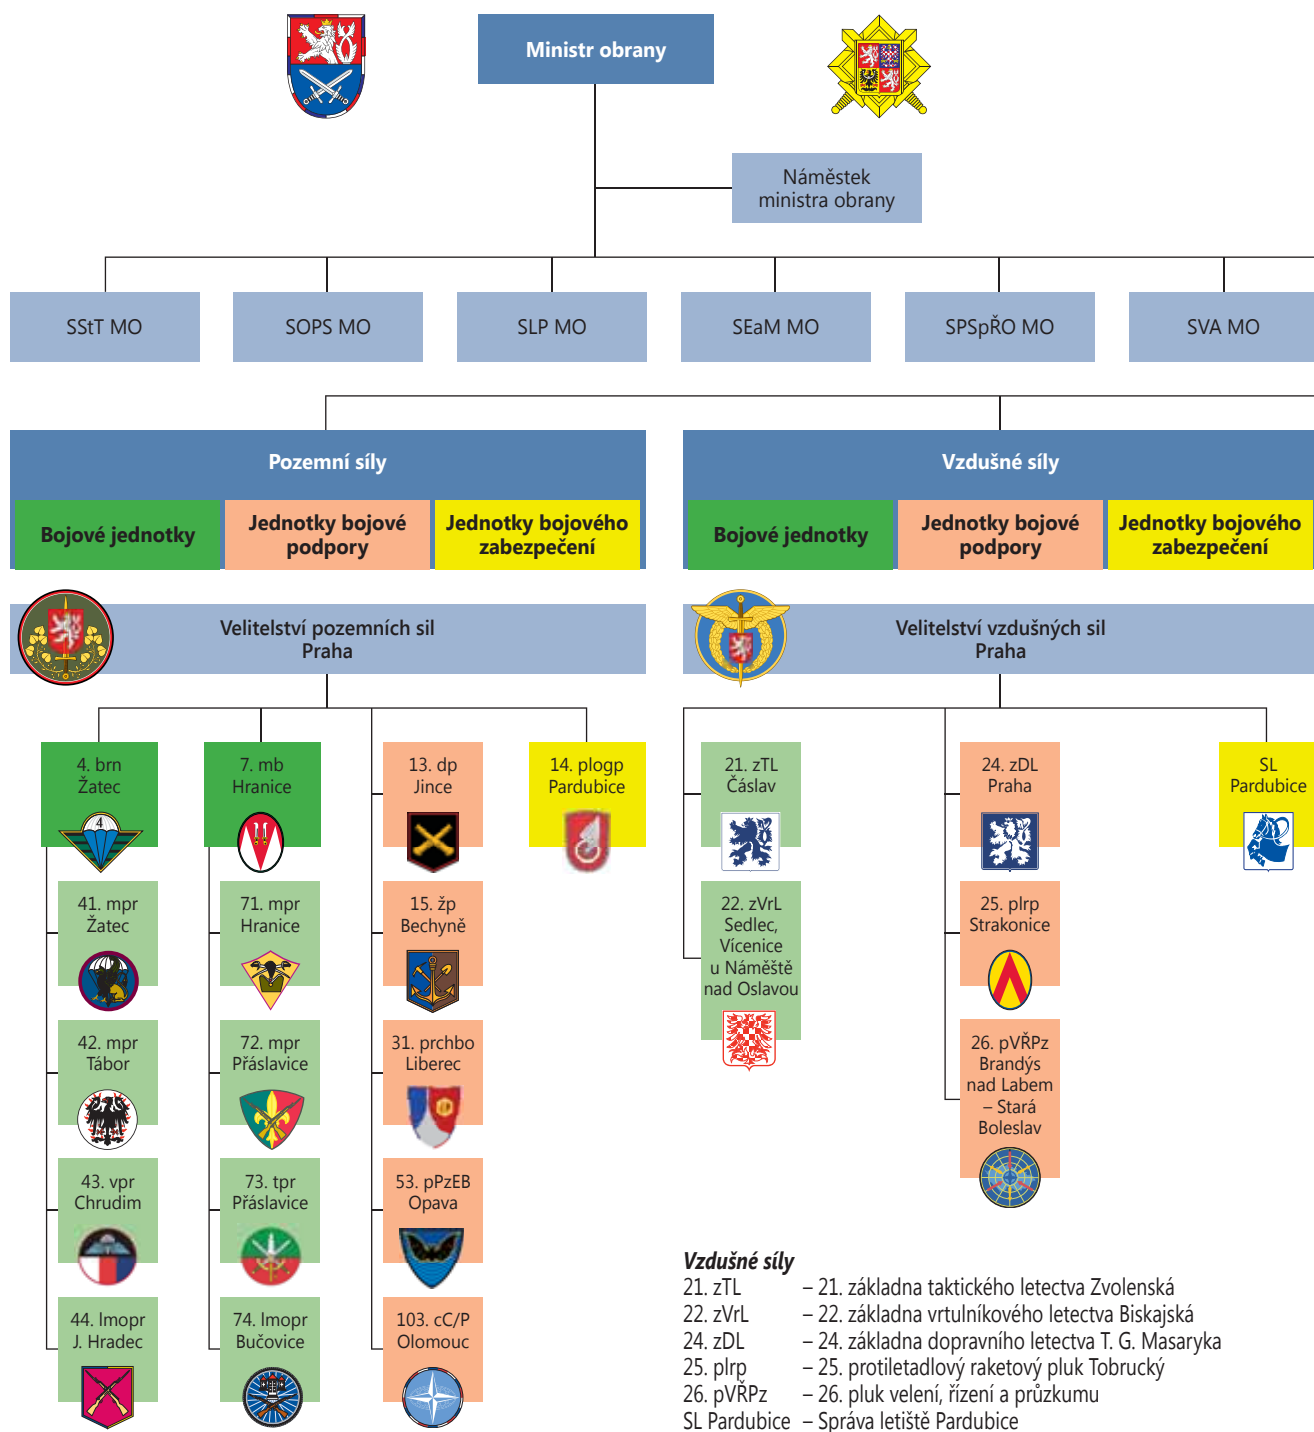 Ministr obrany
Náměstek
ministra obrany
SStT MO
SOPS MO
SLP MO
SEaM MO
SPSpŘO MO
SVA MO
Pozemní síly
Bojové jednotky
Jednotky bojové
podpory
Jednotky bojového
zabezpečení
Vzdušné síly
Bojové jednotky
Jednotky bojové
podpory
Jednotky bojového
zabezpečení
Velitelství pozemních sil
Praha
Velitelství vzdušných sil
Praha
4. brn
Žatec
4
41. mpr
Žatec
42. mpr
Tábor
43. vpr
Chrudim
44. lmopr
J. Hradec
7. mb
Hranice
71. mpr
Hranice
72. mpr
Přáslavice
73. tpr
Přáslavice
74. lmopr
Bučovice
13. dp
Jince
15. žp
Bechyně
31. prchbo
Liberec
53. pPzEB
Opava
103. cC/P
Olomouc
14. plogp
Pardubice
21. zTL
Čáslav
22. zVrL
Sedlec,
Vícenice
u Náměště
nad Oslavou
24. zDL
Praha
25. plrp
Strakonice
26. pVŘPz
Brandýs
nad Labem
– Stará
Boleslav
SL
Pardubice
Vzdušné síly
21. zTL – 21. základna taktického letectva Zvolenská
22. zVrL – 22. základna vrtulníkového letectva Biskajská
24. zDL – 24. základna dopravního letectva T. G. Masaryka
25. plrp – 25. protiletadlový raketový pluk Tobrucký
26. pVŘPz – 26. pluk velení, řízení a průzkumu
SL Pardubice – Správa letiště Pardubice